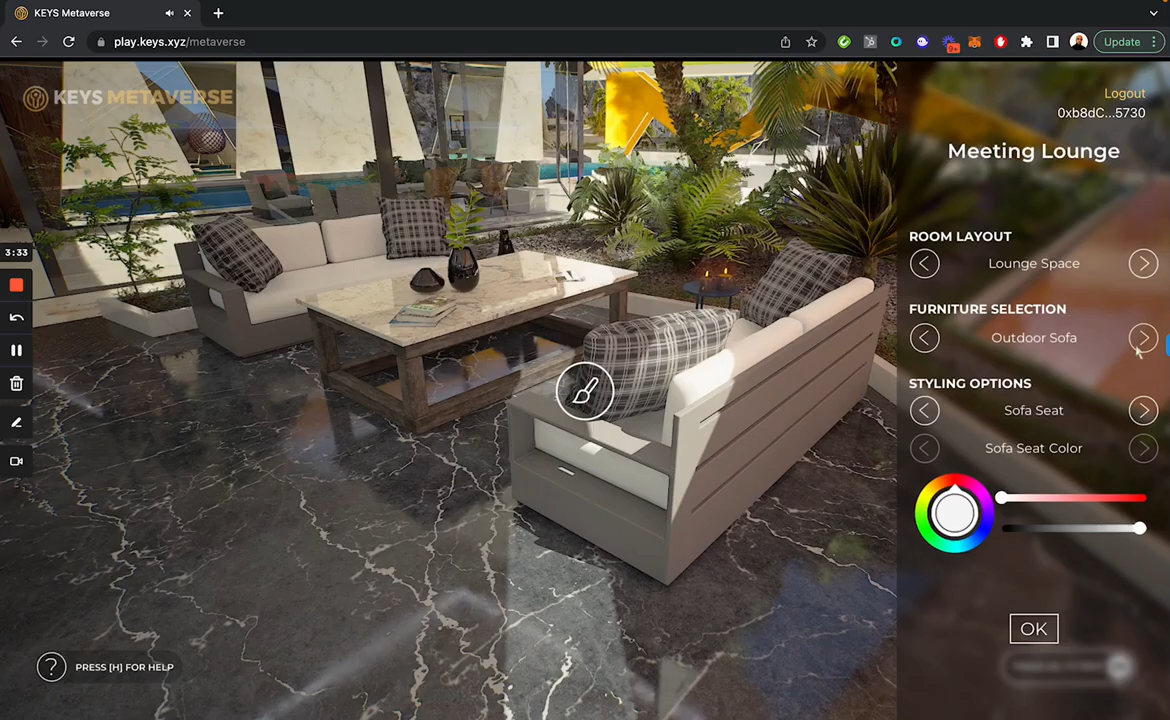 KEYS Metaverse
play.keys.xyz/metaverse
9+
Update
KEYS METAVERSE
Logout
0xb8dC...5730
Meeting Lounge
3:33
ROOM LAYOUT
Lounge Space
FURNITURE SELECTION
Outdoor Sofa
STYLING OPTIONS
Sofa Seat
Sofa Seat Color
OK
? PRESS [H] FOR HELP